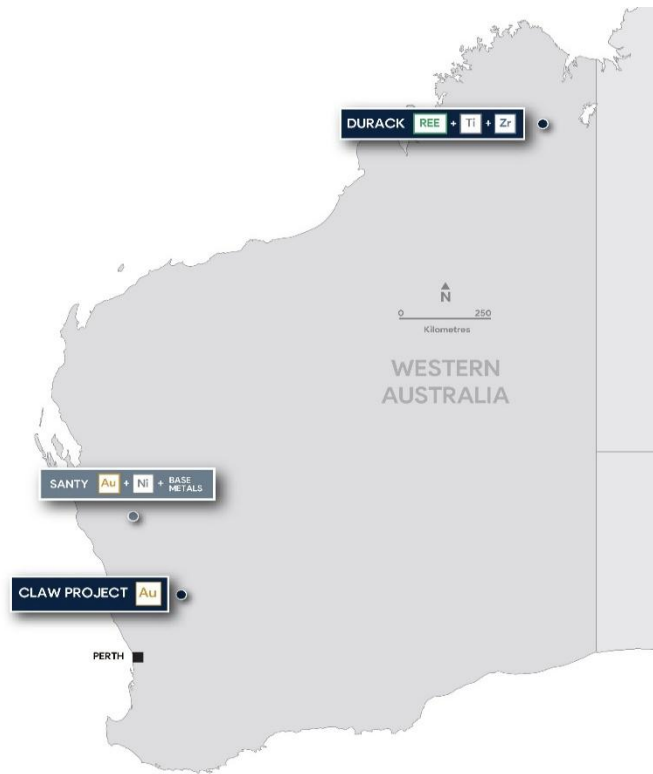 DURACK REE + Ti + Zr
N
0 250
Kilometres
WESTERN
AUSTRALIA
SANTY Au + Ni + BASE
METALS
CLAW PROJECT Au
PERTH